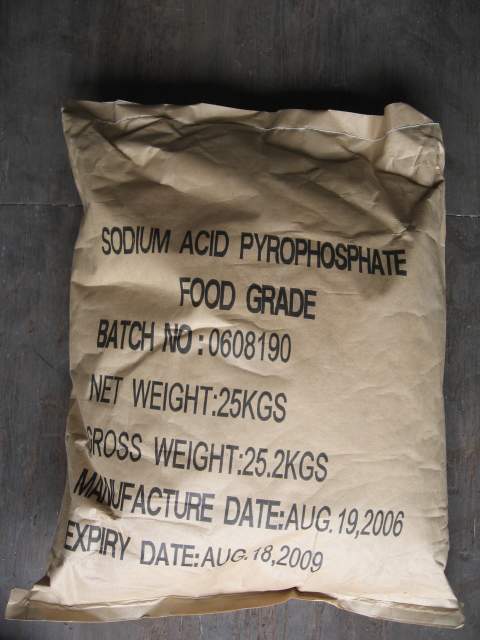 SODIUM ACID PYROPHOSPHATE
FOOD GRADE
BATCH NO : 0608190
NET WEIGHT:25KGS
GROSS WEIGHT:25.2KGS
MANUFACTURE DATE:AUG.19,2006
EXPIRY DATE:AUG.18,2009